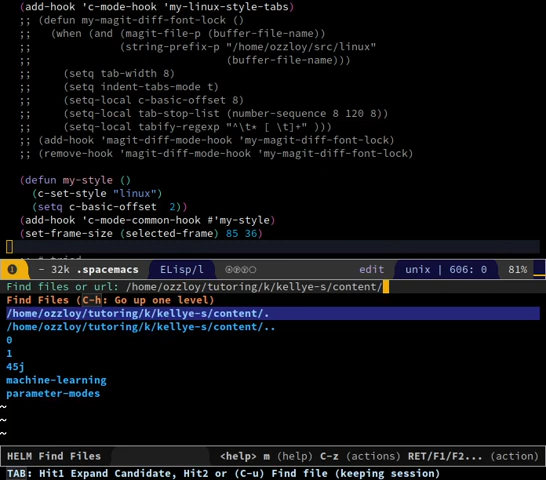 (add-hook 'c-mode-hook 'my-linux-style-tabs)
;; (defun my-magit-diff-font-lock ()
;;   (when (and (magit-file-p (buffer-file-name))
;;              (string-prefix-p "/home/ozzloy/src/linux"
;;                               (buffer-file-name)))
;;     (setq tab-width 8)
;;     (setq indent-tabs-mode t)
;;     (setq-local c-basic-offset 8)
;;     (setq-local tab-stop-list (number-sequence 8 120 8))
;;     (setq-local tabify-regexp "^\t* [ \t]+" )))
;; (add-hook 'magit-diff-mode-hook 'my-magit-diff-font-lock)
;; (remove-hook 'magit-diff-mode-hook 'my-magit-diff-font-lock)
(defun my-style ()
  (c-set-style "linux")
  (setq c-basic-offset  2))
(add-hook 'c-mode-common-hook #'my-style)
(set-frame-size (selected-frame) 85 36)
1 - 32k .spacemacs ELisp/l edit unix | 606: 0 81%
Find files or url: /home/ozzloy/tutoring/k/kellye-s/content/
Find Files (C-h: Go up one level)
/home/ozzloy/tutoring/k/kellye-s/content/.
/home/ozzloy/tutoring/k/kellye-s/content/..
0
1
45j
machine-learning
parameter-modes
~
~
~
HELM Find Files <help> m (help) C-z (actions) RET/F1/F2... (action)
TAB: Hit1 Expand Candidate, Hit2 or (C-u) Find file (keeping session)